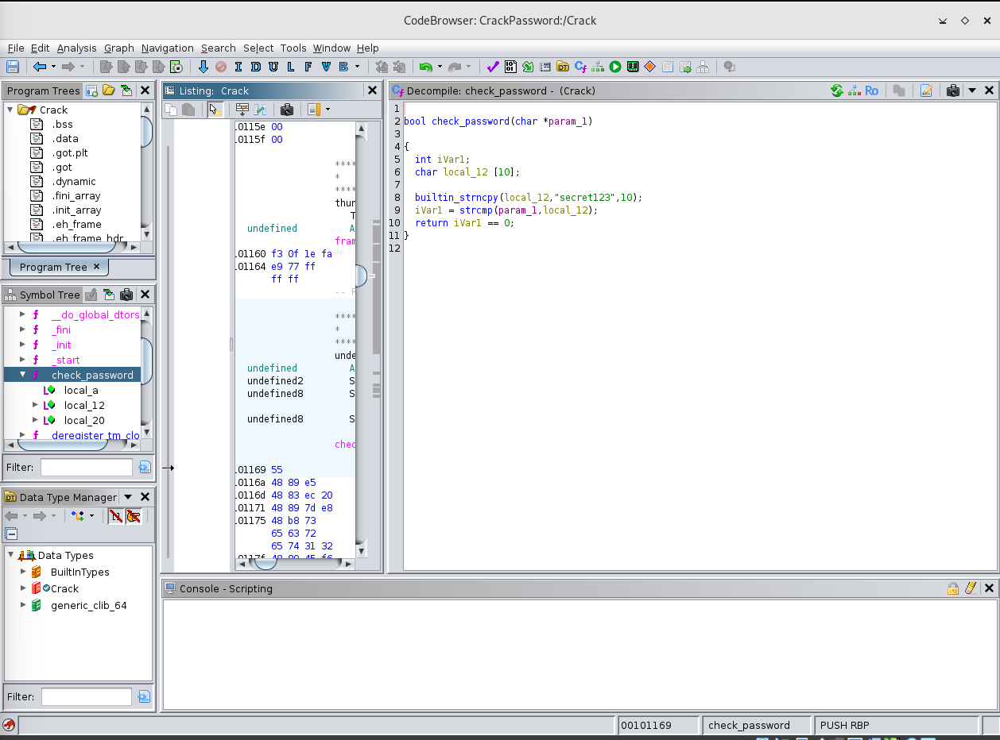 CodeBrowser: CrackPassword:/Crack
File Edit Analysis Graph Navigation Search Select Tools Window Help
I D U L F V B
Program Trees
Crack
.bss
.data
.got.plt
.got
.dynamic
.fini_array
.init_array
.eh_frame
.eh_frame_hdr
Program Tree ×
Symbol Tree
f __do_global_dtors
f _fini
f _init
f _start
f check_password
local_a
local_12
local_20
f deregister_tm_clo
Filter:
Data Type Manager
Data Types
BuiltInTypes
Crack
generic_clib_64
Filter:
Listing: Crack
.0115e 00
.0115f 00
****
*
****
thun
T
undefined A
fram
.01160 f3 0f 1e fa
.01164 e9 77 ff
ff ff
-- F
****
*
****
unde
undefined A
undefined2 S
undefined8 S
undefined8 S
chec
.01169 55
.0116a 48 89 e5
.0116d 48 83 ec 20
.01171 48 89 7d e8
.01175 48 b8 73
65 63 72
65 74 31 32
.0117f 48 89 45 f6
Decompile: check_password - (Crack)
Ro
1
2 bool check_password(char *param_1)
3
4 {
5 int iVar1;
6 char local_12 [10];
7
8 builtin_strncpy(local_12,"secret123",10);
9 iVar1 = strcmp(param_1,local_12);
10 return iVar1 == 0;
11 }
12
Console - Scripting
00101169
check_password
PUSH RBP